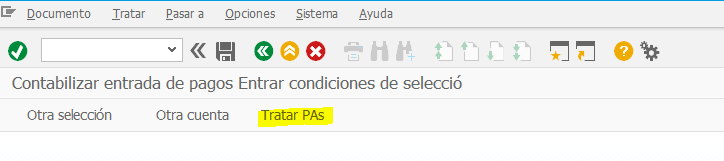 Documento Tratar Pasar a Opciones Sistema Ayuda
Contabilizar entrada de pagos Entrar condiciones de selecció
Otra selección Otra cuenta Tratar PAs